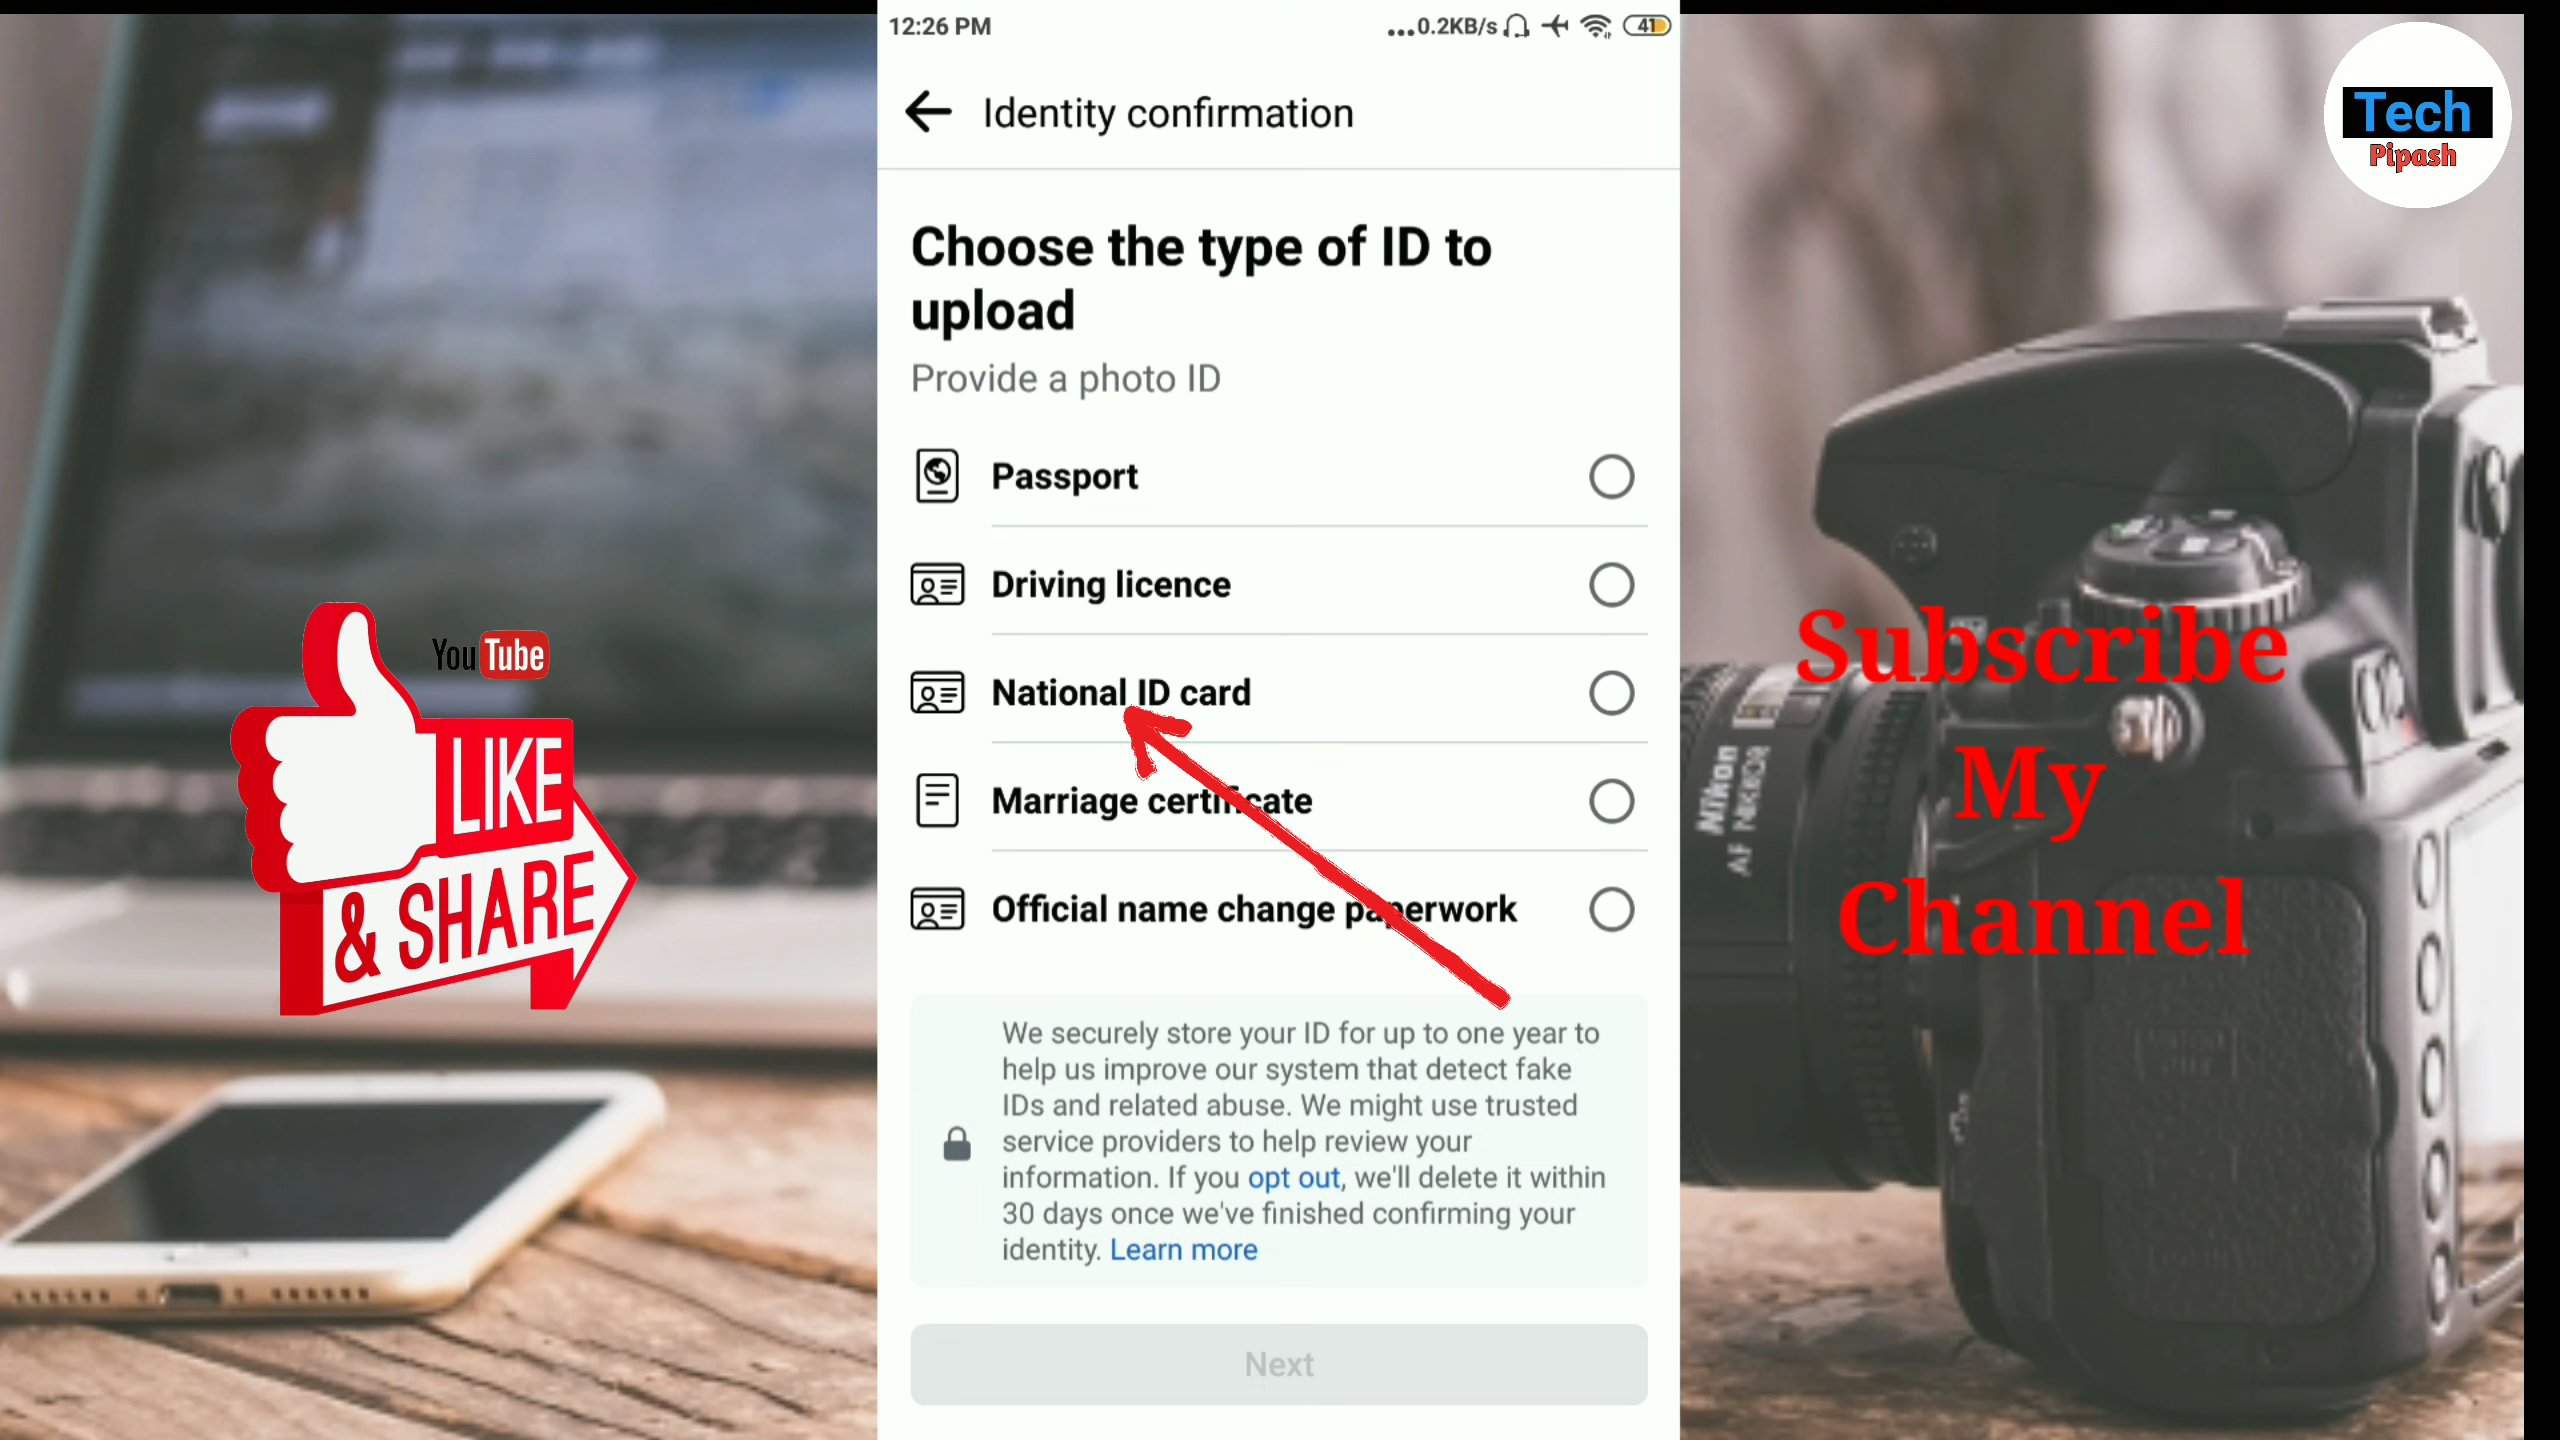 12:26 PM
...0.2KB/s
41
Identity confirmation
Choose the type of ID to
upload
Provide a photo ID
Passport
Driving licence
National ID card
Marriage certificate
Official name change paperwork
We securely store your ID for up to one year to
help us improve our system that detect fake
IDs and related abuse. We might use trusted
service providers to help review your
information. If you opt out, we'll delete it within
30 days once we've finished confirming your
identity. Learn more
Next
YouTube
LIKE
& SHARE
Tech
Pipash
Subscribe
My
Channel
Nikon
AF NIKKOR